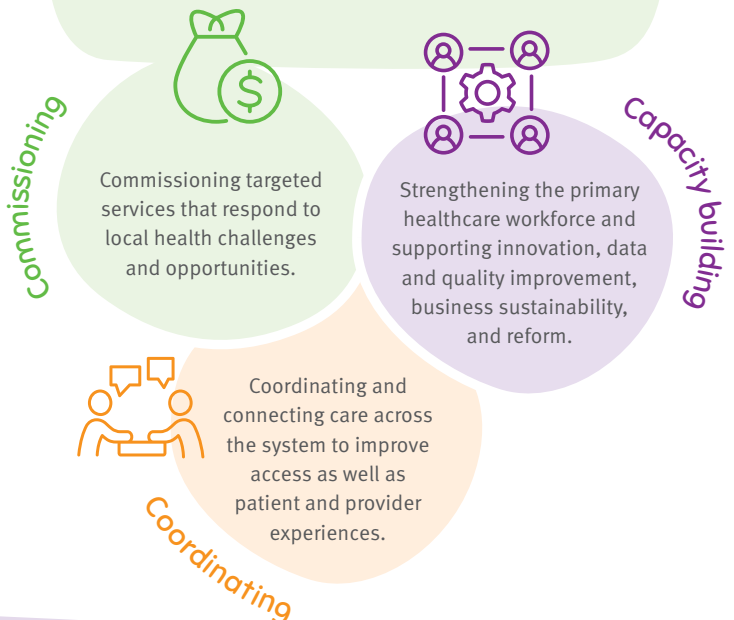 Commissioning
Commissioning targeted
services that respond to
local health challenges
and opportunities.
$
Capacity building
Strengthening the primary
healthcare workforce and
supporting innovation, data
and quality improvement,
business sustainability,
and reform.
Coordinating and
connecting care across
the system to improve
access as well as
patient and provider
experiences.
Coordinating